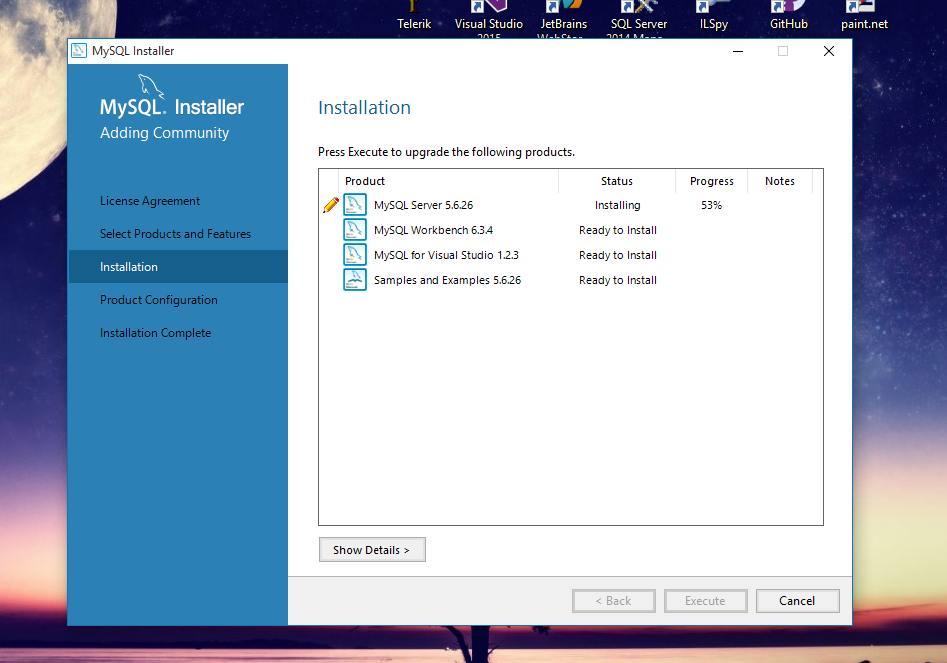 Telerik
Visual Studio
2015
JetBrains
WebStor
SQL Server
2014 Mana
ILSpy
GitHub
paint.net
MySQL Installer
MySQL. Installer
Adding Community
License Agreement
Select Products and Features
Installation
Product Configuration
Installation Complete
Installation
Press Execute to upgrade the following products.
Product Status Progress Notes
MySQL Server 5.6.26 Installing 53%
MySQL Workbench 6.3.4 Ready to Install
MySQL for Visual Studio 1.2.3 Ready to Install
Samples and Examples 5.6.26 Ready to Install
Show Details >
< Back Execute Cancel